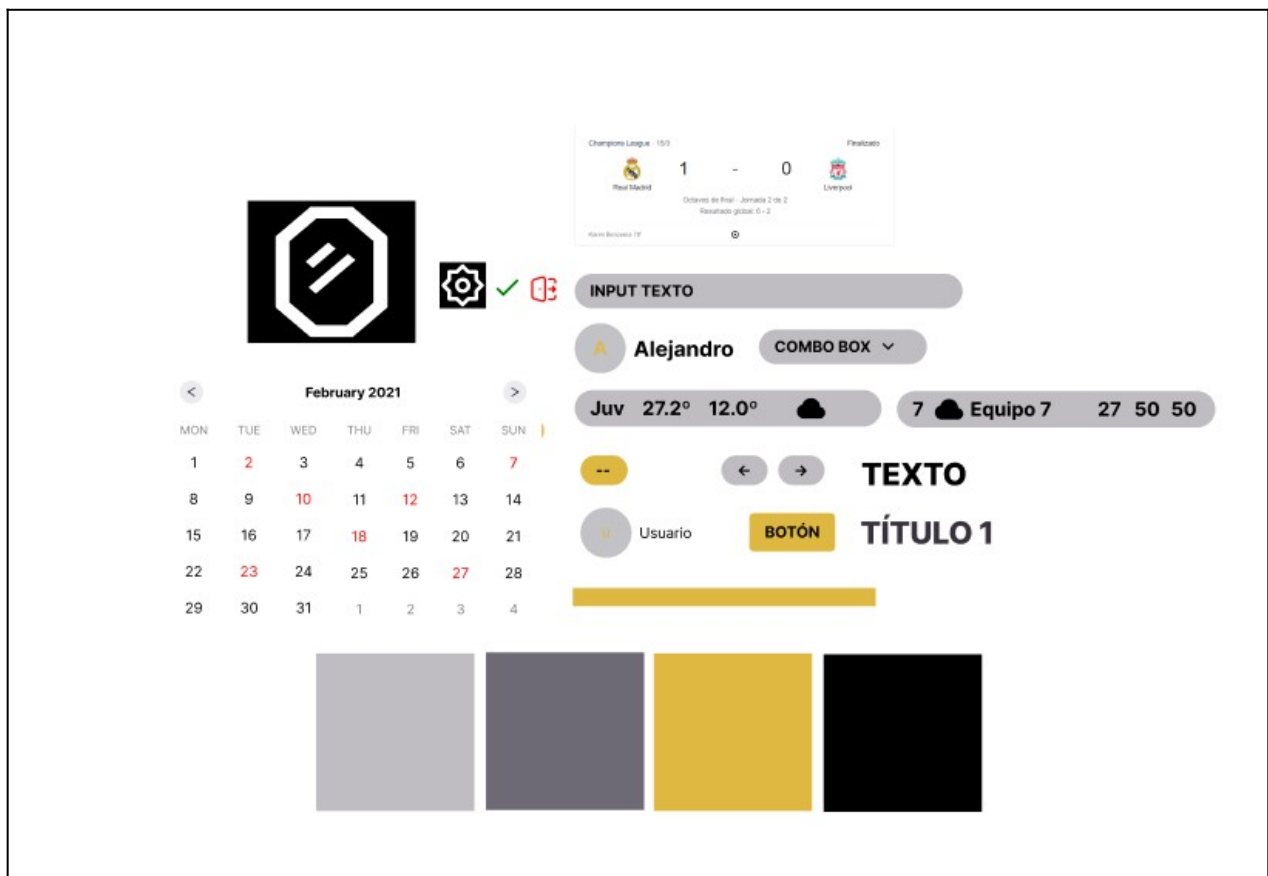 Champions League · 15/3 Finalizado
1 - 0
Real Madrid Liverpool
Octavos de final · Jornada 2 de 2
Resultado global: 6 - 2
Karim Benzema 78'
INPUT TEXTO
A Alejandro COMBO BOX
Juv 27.2º 12.0º
7 Equipo 7 27 50 50
--
TEXTO
U Usuario BOTÓN TÍTULO 1
< February 2021 >
MON TUE WED THU FRI SAT SUN
1 2 3 4 5 6 7
8 9 10 11 12 13 14
15 16 17 18 19 20 21
22 23 24 25 26 27 28
29 30 31 1 2 3 4